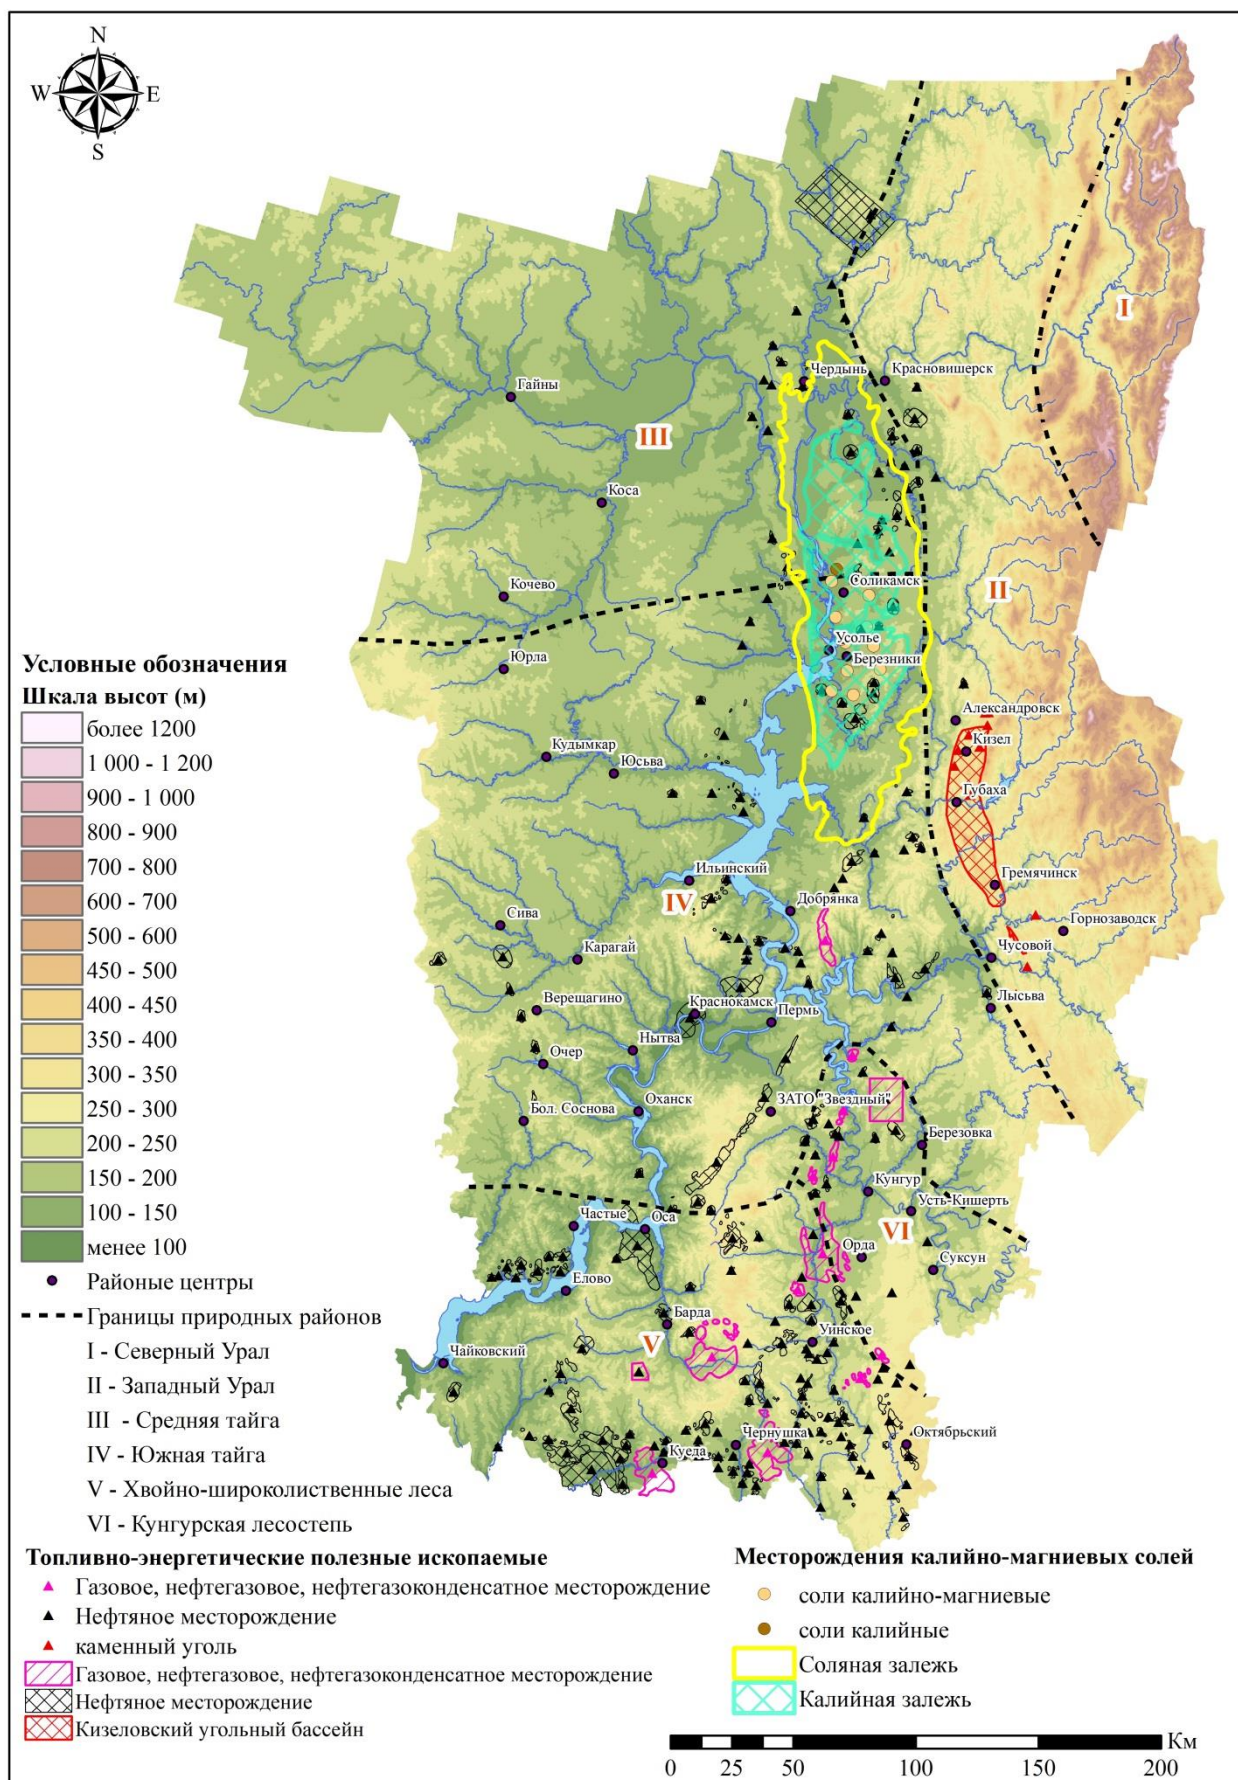 N
W E
S
I
Чердынь
Красновишерск
Гайны
III
Коса
Кочево
Соликамск
II
Усолье
Юрла
Березники
Александровск
Кизел
Кудымкар
Юсьва
Губаха
Ильинский
Гремячинск
IV
Добрянка
Сива
Горнозаводск
Карагай
Чусовой
Верещагино
Краснокамск
Пермь
Лысьва
Нытва
Очер
Оханск
ЗАТО "Звездный"
Бол. Соснова
Березовка
Кунгур
Усть-Кишерть
Частые
Оса
VI
Орда
Суксун
Елово
Барда
V
Уинское
Чайковский
Чернушка
Октябрьский
Куеда
Условные обозначения
Шкала высот (м)
более 1200
1 000 - 1 200
900 - 1 000
800 - 900
700 - 800
600 - 700
500 - 600
450 - 500
400 - 450
350 - 400
300 - 350
250 - 300
200 - 250
150 - 200
100 - 150
менее 100
Районые центры
Границы природных районов
I - Северный Урал
II - Западный Урал
III - Средняя тайга
IV - Южная тайга
V - Хвойно-широколиственные леса
VI - Кунгурская лесостепь
Топливно-энергетические полезные ископаемые
Газовое, нефтегазовое, нефтегазоконденсатное месторождение
Нефтяное месторождение
каменный уголь
Газовое, нефтегазовое, нефтегазоконденсатное месторождение
Нефтяное месторождение
Кизеловский угольный бассейн
Месторождения калийно-магниевых солей
соли калийно-магниевые
соли калийные
Соляная залежь
Калийная залежь
Км
0 25 50 100 150 200